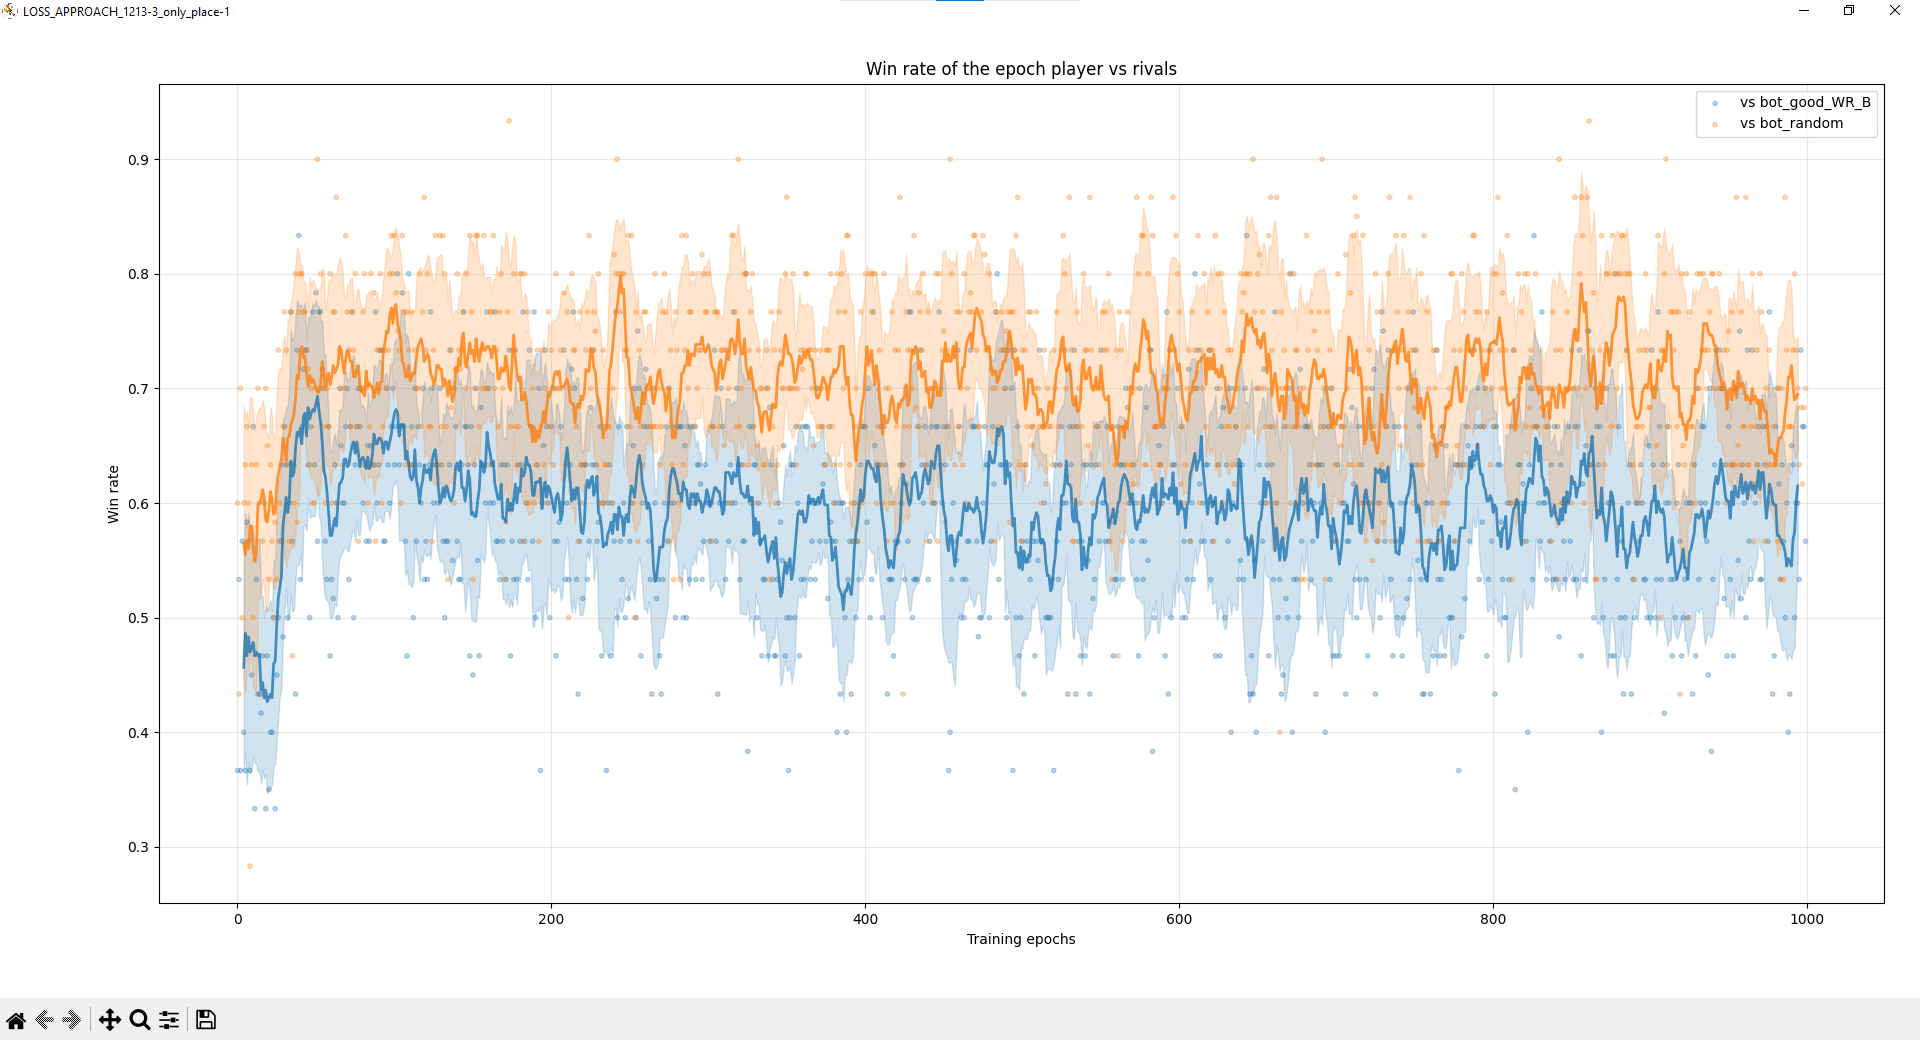 LOSS_APPROACH_1213-3_only_place-1
Win rate of the epoch player vs rivals
vs bot_good_WR_B
vs bot_random
0.9
0.8
0.7
0.6
0.5
0.4
0.3
Win rate
0
200
400
600
800
1000
Training epochs